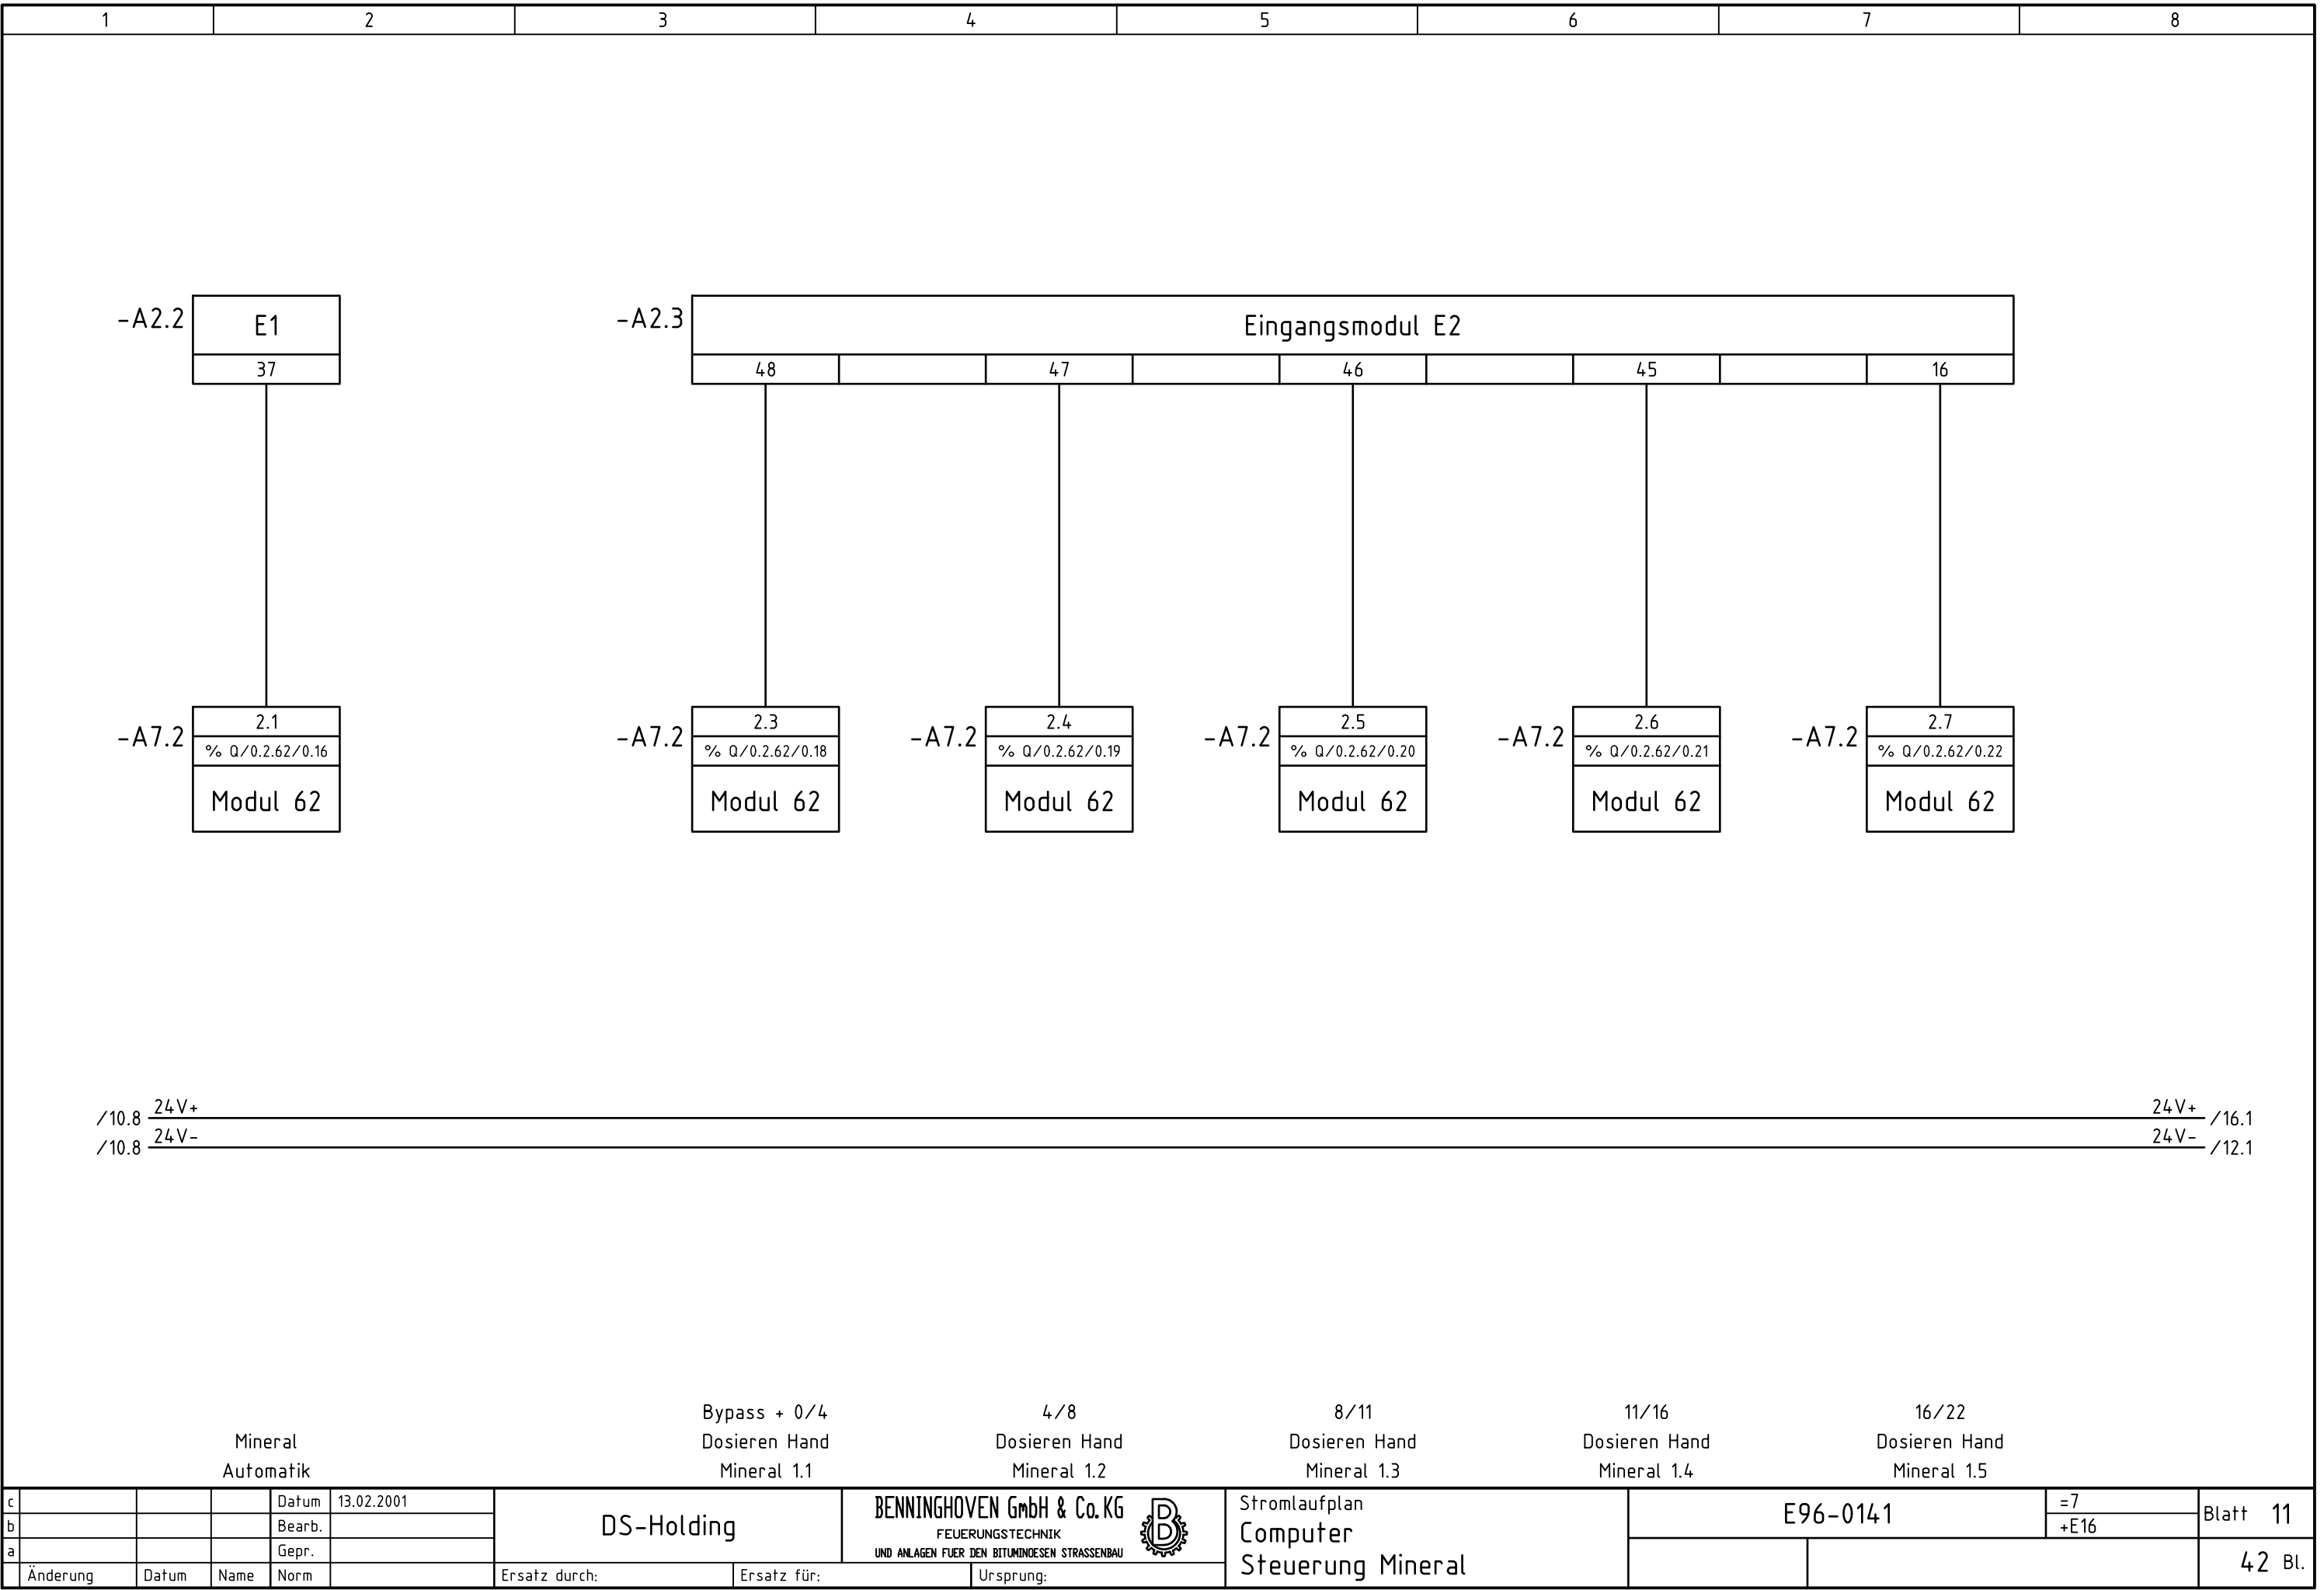 1 2 3 4 5 6 7 8
-A2.2 E1 -A2.3 Eingangsmodul E2
37 48 47 46 45 16
2.1 2.3 2.4 2.5 2.6 2.7
-A7.2 -A7.2 -A7.2 -A7.2 -A7.2 -A7.2
% Q/0.2.62/0.16 % Q/0.2.62/0.18 % Q/0.2.62/0.19 % Q/0.2.62/0.20 % Q/0.2.62/0.21 % Q/0.2.62/0.22
Modul 62 Modul 62 Modul 62 Modul 62 Modul 62 Modul 62
/10.8 24V+ 24V+ /16.1
/10.8 24V- 24V- /12.1
Bypass + 0/4 4/8 8/11 11/16 16/22
Mineral Dosieren Hand Dosieren Hand Dosieren Hand Dosieren Hand Dosieren Hand
Automatik Mineral 1.1 Mineral 1.2 Mineral 1.3 Mineral 1.4 Mineral 1.5
c Datum 13.02.2001
b Bearb.
a Gepr.
Änderung Datum Name Norm
DS-Holding
Ersatz durch: Ersatz für: Ursprung:
BENNINGHOVEN GmbH & Co.KG
FEUERUNGSTECHNIK
UND ANLAGEN FUER DEN BITUMINOESEN STRASSENBAU
B
Stromlaufplan
Computer
Steuerung Mineral
E96-0141
=7
+E16
Blatt 11
42 Bl.